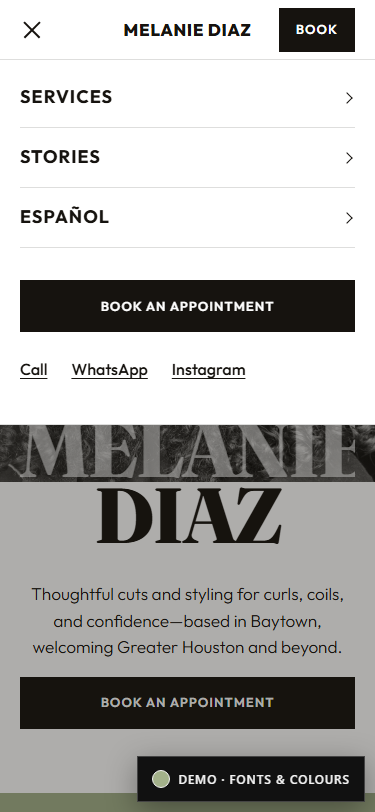 MELANIE DIAZ
BOOK
SERVICES
STORIES
ESPAÑOL
BOOK AN APPOINTMENT
Call
WhatsApp
Instagram
MELANIE
DIAZ
Thoughtful cuts and styling for curls, coils,
and confidence—based in Baytown,
welcoming Greater Houston and beyond.
BOOK AN APPOINTMENT
DEMO · FONTS & COLOURS